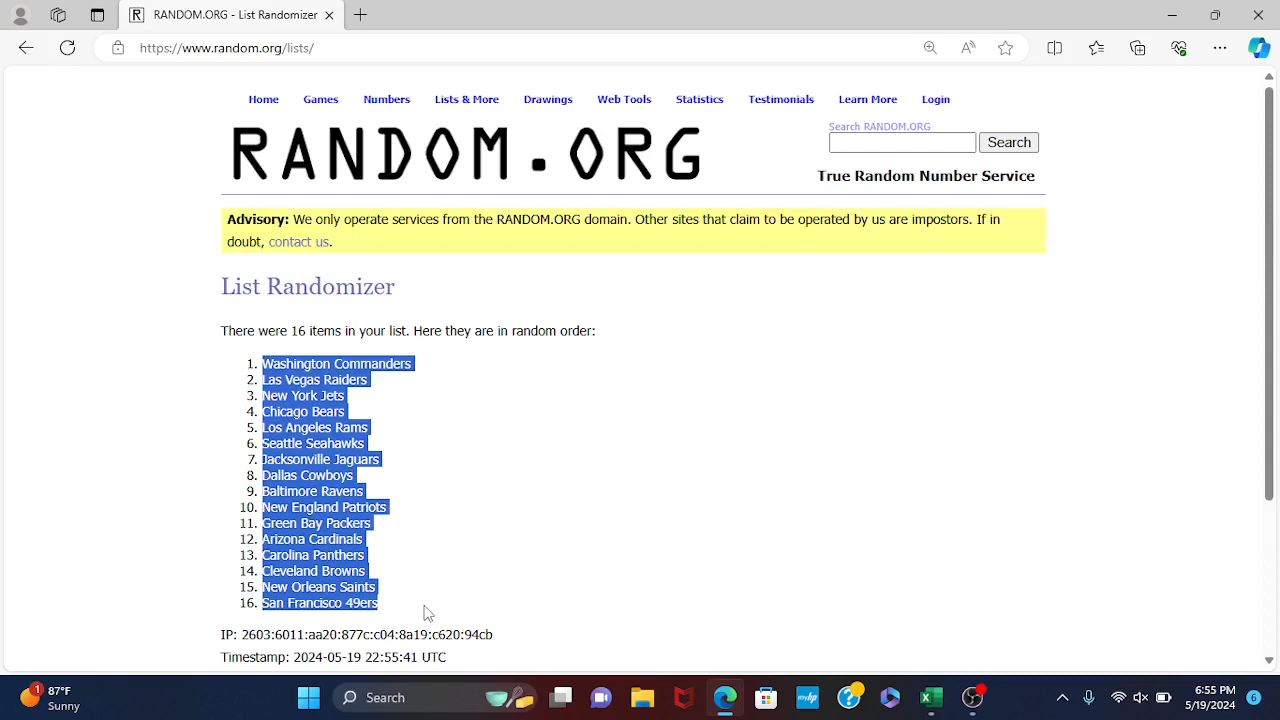 RANDOM.ORG - List Randomizer
https://www.random.org/lists/
Home Games Numbers Lists & More Drawings Web Tools Statistics Testimonials Learn More Login
RANDOM.ORG
Search RANDOM.ORG
Search
True Random Number Service
Advisory: We only operate services from the RANDOM.ORG domain. Other sites that claim to be operated by us are impostors. If in
doubt, contact us.
List Randomizer
There were 16 items in your list. Here they are in random order:
1. Washington Commanders
2. Las Vegas Raiders
3. New York Jets
4. Chicago Bears
5. Los Angeles Rams
6. Seattle Seahawks
7. Jacksonville Jaguars
8. Dallas Cowboys
9. Baltimore Ravens
10. New England Patriots
11. Green Bay Packers
12. Arizona Cardinals
13. Carolina Panthers
14. Cleveland Browns
15. New Orleans Saints
16. San Francisco 49ers
IP: 2603:6011:aa20:877c:c04:8a19:c620:94cb
Timestamp: 2024-05-19 22:55:41 UTC
1
87°F
Sunny
Search
myhp
6:55 PM
5/19/2024
6